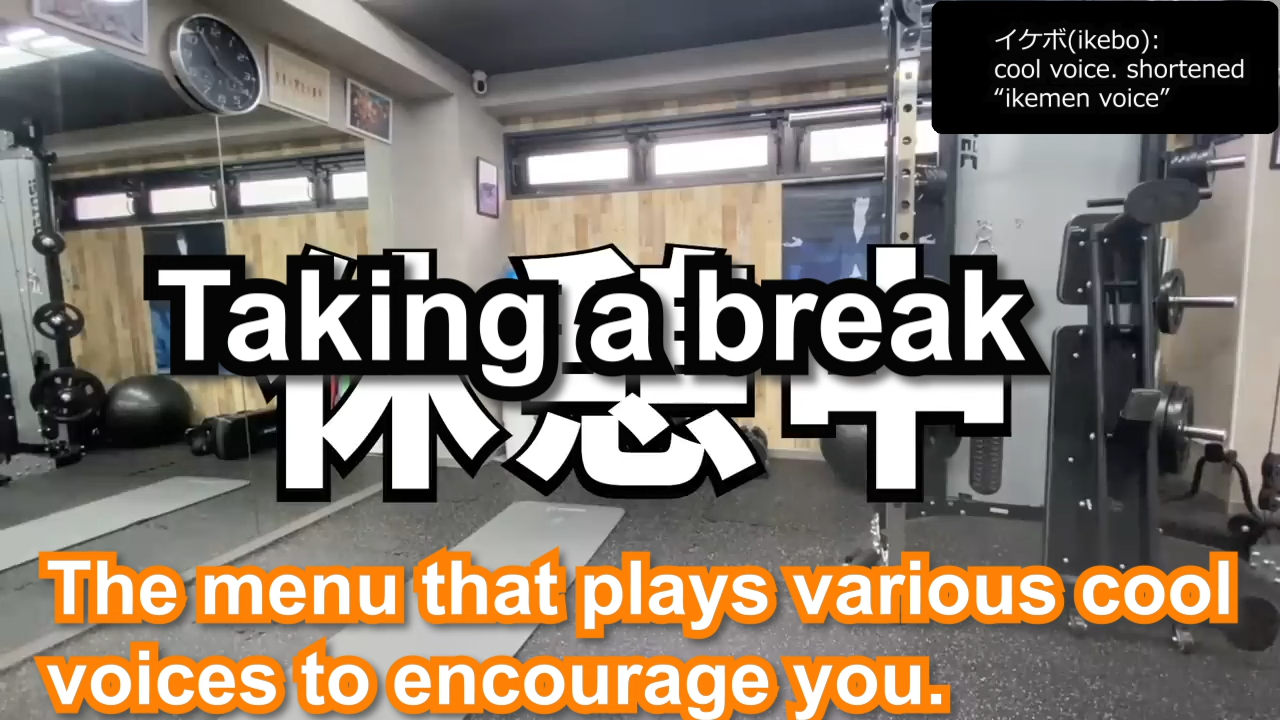 イケボ(ikebo):
cool voice. shortened
“ikemen voice”
Taking a break
休憩中
The menu that plays various cool
voices to encourage you.